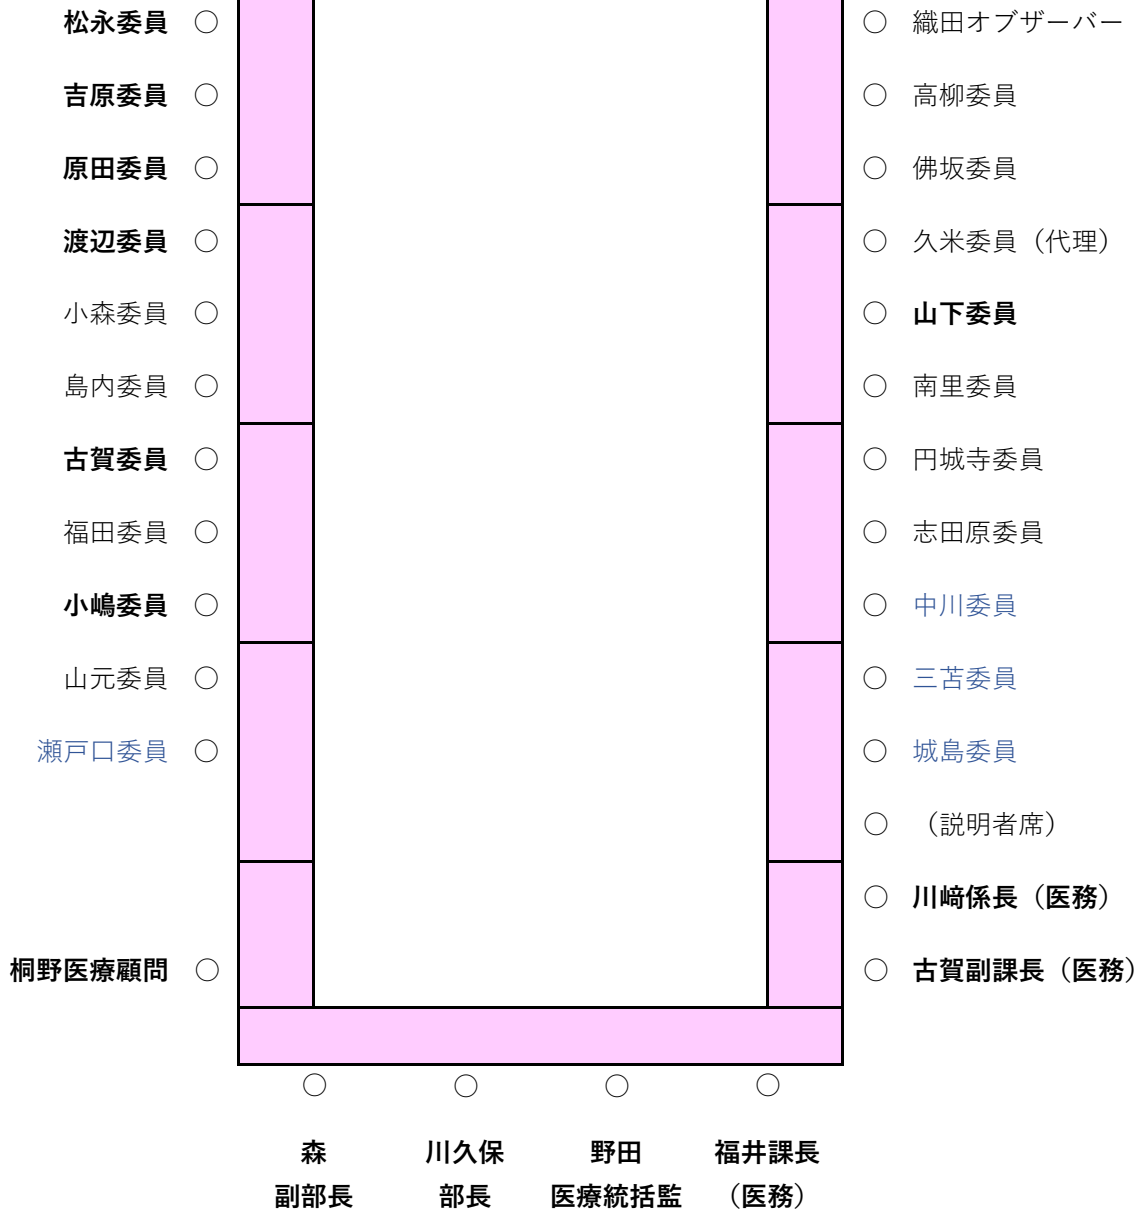 松永委員 ○ ○ 織田オブザーバー
吉原委員 ○ ○ 高柳委員
原田委員 ○ ○ 佛坂委員
渡辺委員 ○ ○ 久米委員（代理）
小森委員 ○ ○ 山下委員
島内委員 ○ ○ 南里委員
古賀委員 ○ ○ 円城寺委員
福田委員 ○ ○ 志田原委員
小嶋委員 ○ ○ 中川委員
山元委員 ○ ○ 三苫委員
瀬戸口委員 ○ ○ 城島委員
○ （説明者席）
○ 川﨑係長（医務）
桐野医療顧問 ○ ○ 古賀副課長（医務）
○ ○ ○ ○
森 川久保 野田 福井課長
副部長 部長 医療統括監 （医務）